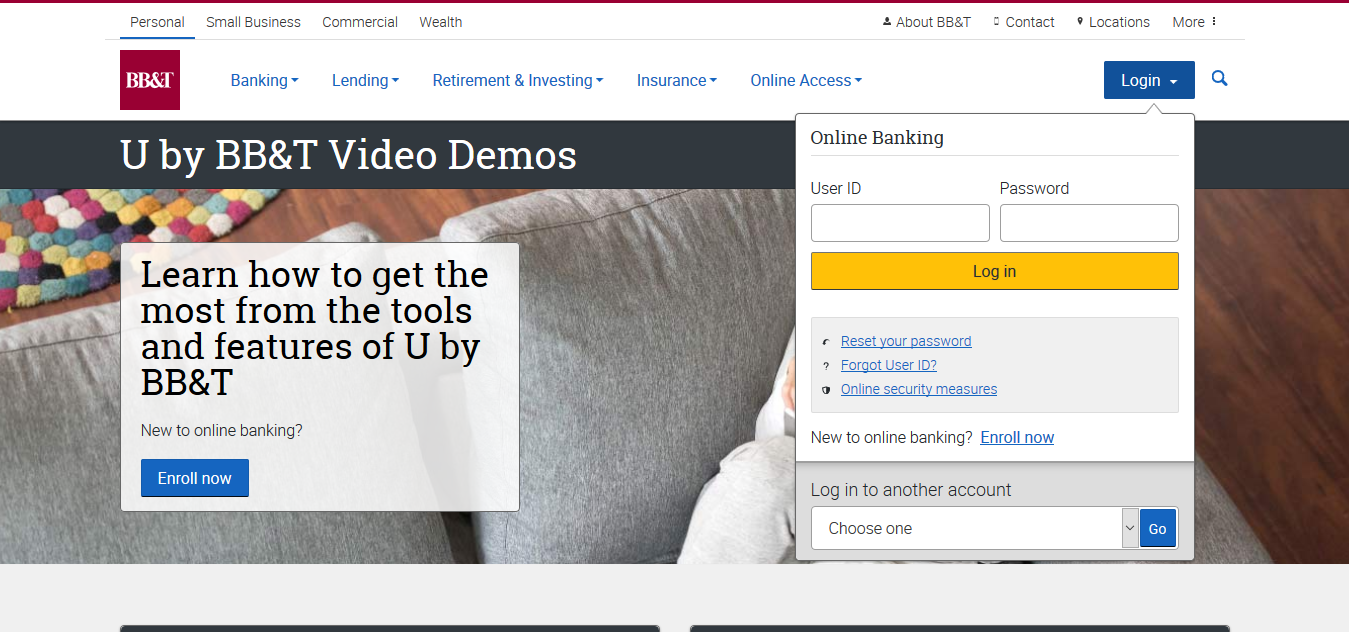 Personal Small Business Commercial Wealth About BB&T Contact Locations More
BB&T Banking Lending Retirement & Investing Insurance Online Access Login
U by BB&T Video Demos
Learn how to get the
most from the tools
and features of U by
BB&T
New to online banking?
Enroll now
Online Banking
User ID Password
Log in
Reset your password
? Forgot User ID?
Online security measures
New to online banking? Enroll now
Log in to another account
Choose one Go